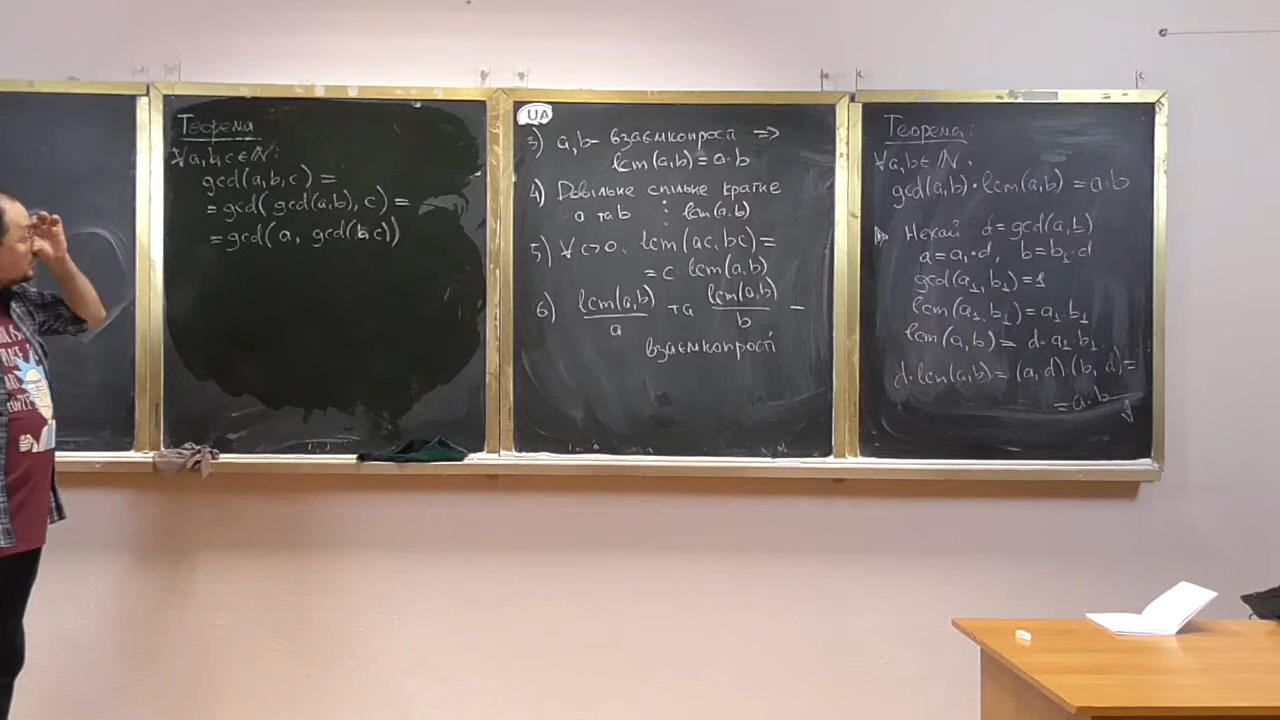 Теорема
∀a,b,c∈ℕ:
gcd(a,b,c) =
= gcd( gcd(a,b), c) =
= gcd( a, gcd(b,c))
UA
3) a,b – взаємнопрості ⇒
lcm(a,b) = a·b
4) Довільне спільне кратне
a та b ⋮ lcm(a,b)
5) ∀ c>0. lcm(ac,bc) =
= c· lcm(a,b)
6) lcm(a,b)/a та lcm(a,b)/b –
взаємнопрості
Теорема:
∀a,b∈ℕ.
gcd(a,b)·lcm(a,b) = a·b
▷ Нехай d = gcd(a,b)
a = a₁·d, b = b₁·d
gcd(a₁,b₁) = 1
lcm(a₁,b₁) = a₁·b₁
lcm(a,b) = d·a₁·b₁
d·lcm(a,b) = (a₁d)·(b₁d) =
= a·b